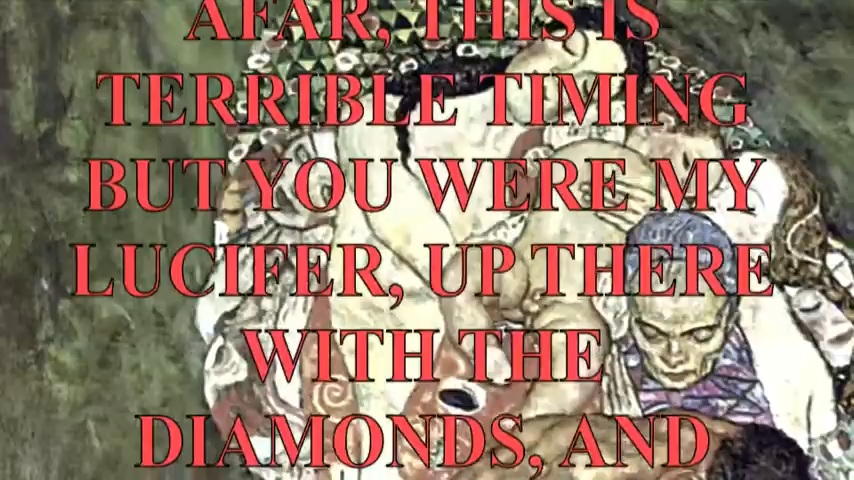 AFAR, THIS IS
TERRIBLE TIMING
BUT YOU WERE MY
LUCIFER, UP THERE
WITH THE
DIAMONDS, AND